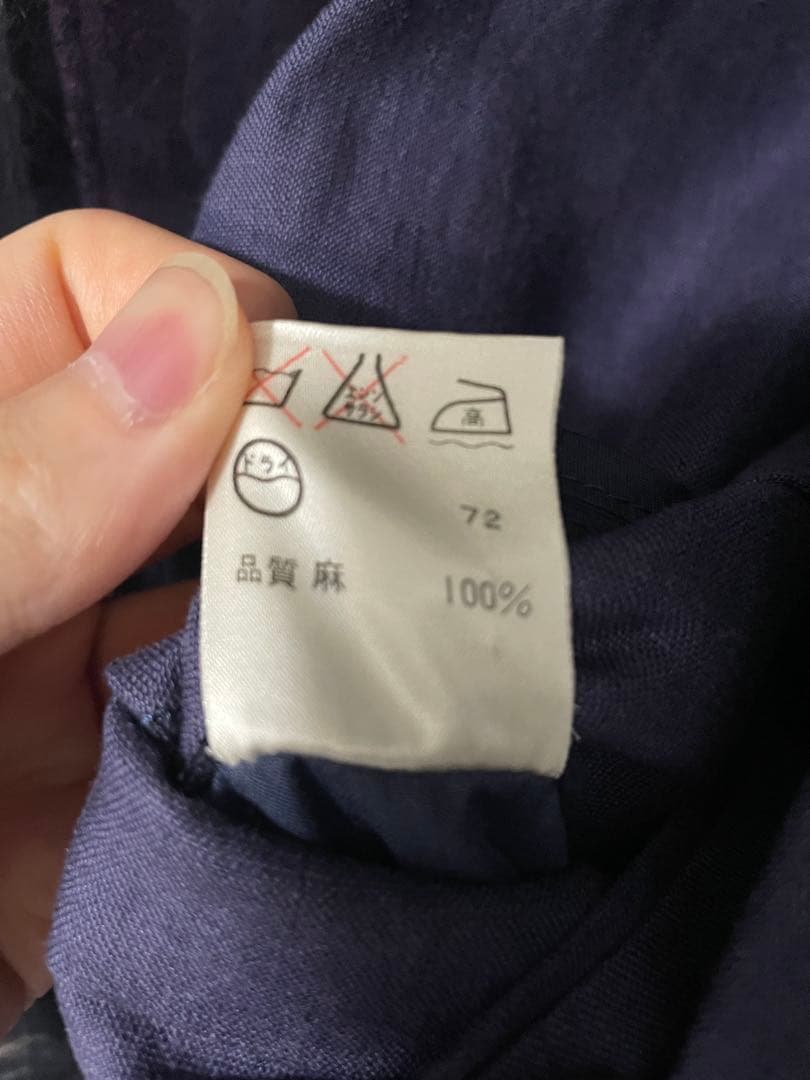 エンソ
サラシ
高
ドライ
72
品質 麻 100%